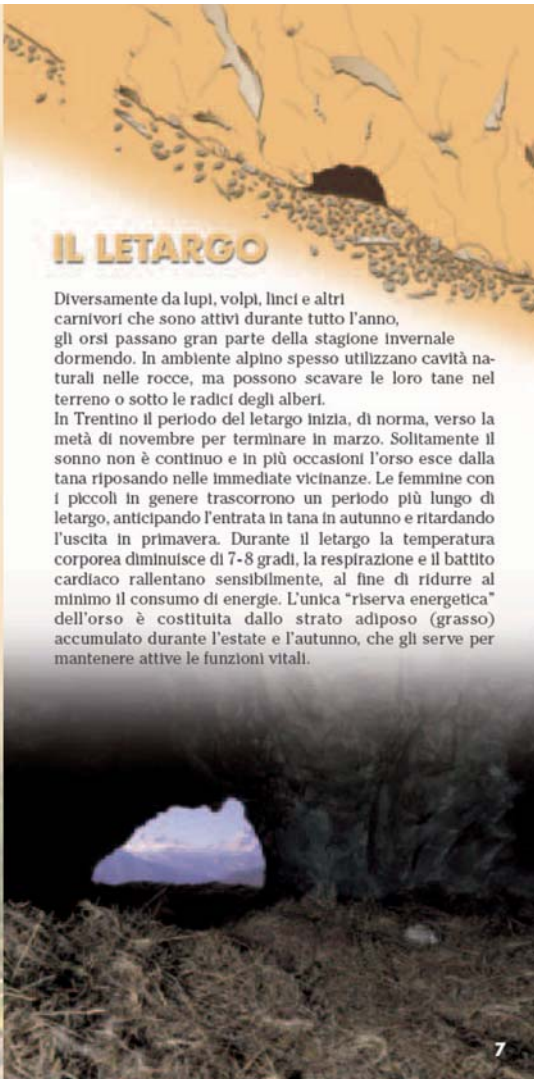 IL LETARGO
Diversamente da lupi, volpi, linci e altri
carnivori che sono attivi durante tutto l'anno,
gli orsi passano gran parte della stagione invernale
dormendo. In ambiente alpino spesso utilizzano cavità na-
turali nelle rocce, ma possono scavare le loro tane nel
terreno o sotto le radici degli alberi.
In Trentino il periodo del letargo inizia, di norma, verso la
metà di novembre per terminare in marzo. Solitamente il
sonno non è continuo e in più occasioni l'orso esce dalla
tana riposando nelle immediate vicinanze. Le femmine con
i piccoli in genere trascorrono un periodo più lungo di
letargo, anticipando l'entrata in tana in autunno e ritardando
l'uscita in primavera. Durante il letargo la temperatura
corporea diminuisce di 7-8 gradi, la respirazione e il battito
cardiaco rallentano sensibilmente, al fine di ridurre al
minimo il consumo di energie. L'unica "riserva energetica"
dell'orso è costituita dallo strato adiposo (grasso)
accumulato durante l'estate e l'autunno, che gli serve per
mantenere attive le funzioni vitali.
7